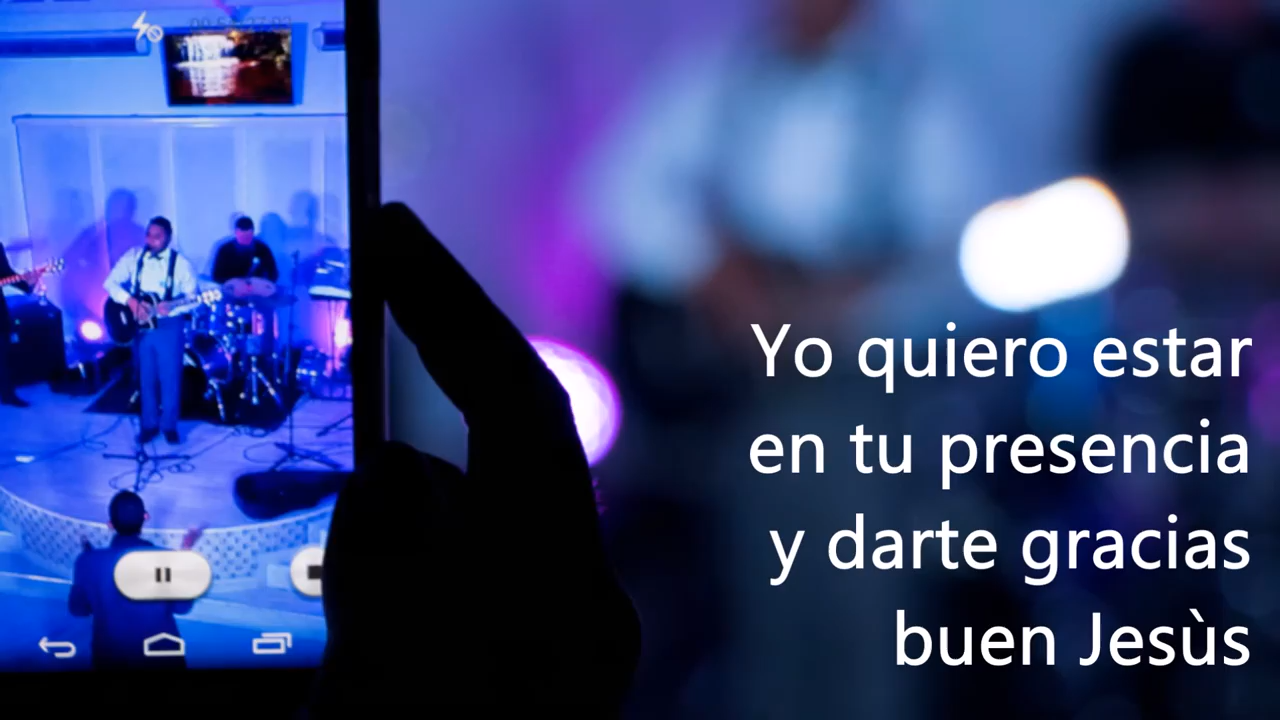 Yo quiero estar
en tu presencia
y darte gracias
buen Jesùs